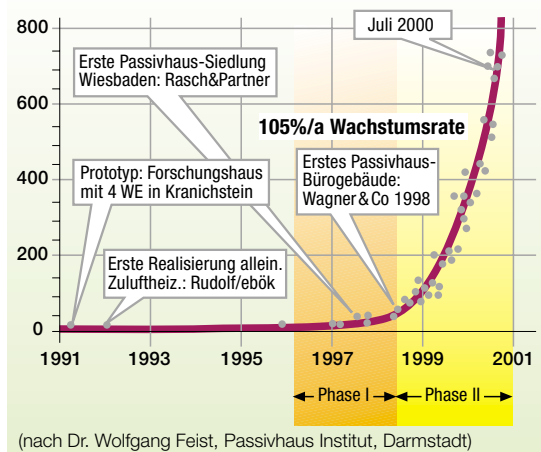 800
600
400
200
0
1991
1993
1995
1997
1999
2001
Juli 2000
Erste Passivhaus-Siedlung
Wiesbaden: Rasch&Partner
105%/a Wachstumsrate
Prototyp: Forschungshaus
mit 4 WE in Kranichstein
Erstes Passivhaus-
Bürogebäude:
Wagner & Co 1998
Erste Realisierung allein.
Zuluftheiz.: Rudolf/ebök
Phase I
Phase II
(nach Dr. Wolfgang Feist, Passivhaus Institut, Darmstadt)